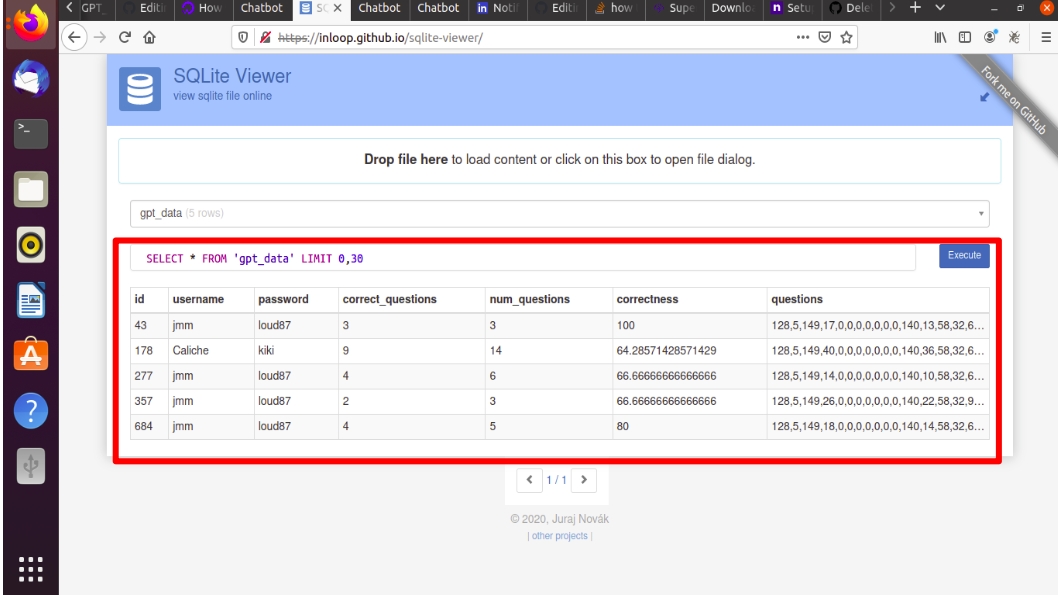 GPT_ Editi How Chatbot SC Chatbot Chatbot Notif Editi how Supe Downlo Setu Delet
https://inloop.github.io/sqlite-viewer/
SQLite Viewer
view sqlite file online
Fork me on GitHub
Drop file here to load content or click on this box to open file dialog.
gpt_data (5 rows)
SELECT * FROM 'gpt_data' LIMIT 0,30
Execute
id username password correct_questions num_questions correctness questions
43 jmm loud87 3 3 100 128,5,149,17,0,0,0,0,0,0,0,140,13,58,32,6…
178 Caliche kiki 9 14 64.28571428571429 128,5,149,40,0,0,0,0,0,0,0,140,36,58,32,6…
277 jmm loud87 4 6 66.66666666666666 128,5,149,14,0,0,0,0,0,0,0,140,10,58,32,6…
357 jmm loud87 2 3 66.66666666666666 128,5,149,26,0,0,0,0,0,0,0,140,22,58,32,9…
684 jmm loud87 4 5 80 128,5,149,18,0,0,0,0,0,0,0,140,14,58,32,6…
1 / 1
© 2020, Juraj Novák
| other projects |